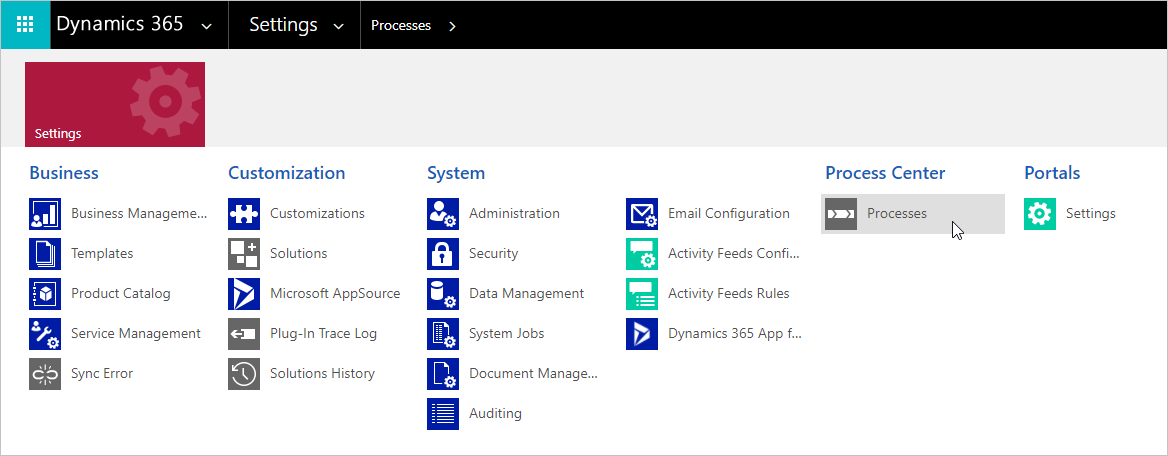 Dynamics 365
Settings
Processes
Settings
Business
Business Manageme...
Templates
Product Catalog
Service Management
Sync Error
Customization
Customizations
Solutions
Microsoft AppSource
Plug-In Trace Log
Solutions History
System
Administration
Security
Data Management
System Jobs
Document Manage...
Auditing
Email Configuration
Activity Feeds Confi...
Activity Feeds Rules
Dynamics 365 App f...
Process Center
Processes
Portals
Settings